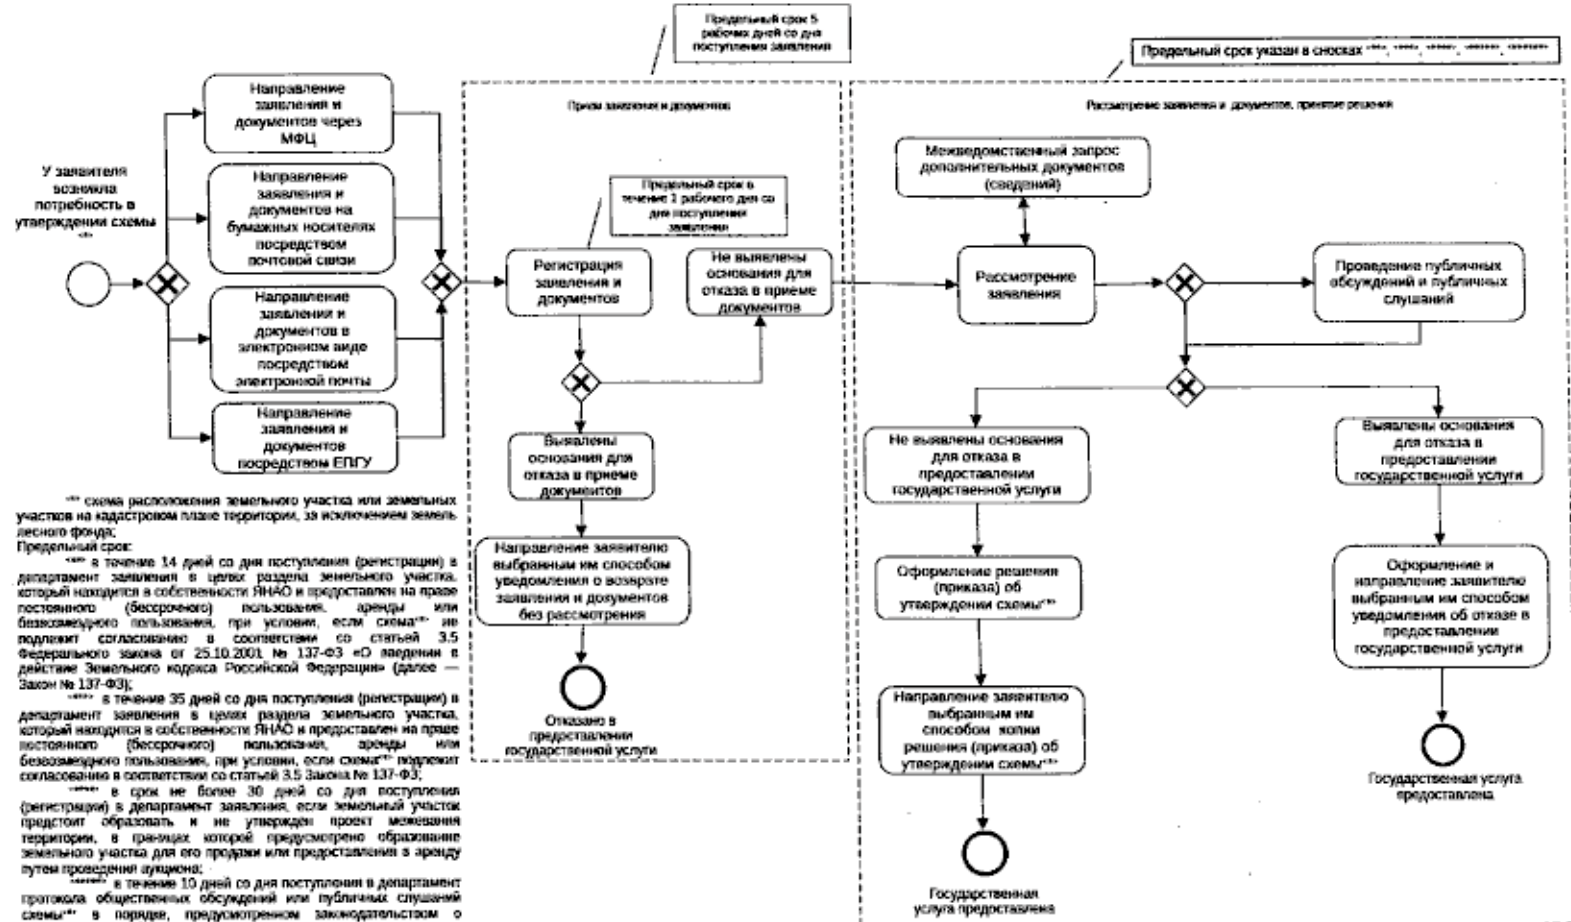 Предельный срок 5
рабочих дней со дня
поступления заявления
Предельный срок указан в сносках
Направление
заявления и
документов через
МФЦ
Прием заявления и документов
Рассмотрение заявления и документов, принятие решения
У заявителя
возникла
потребность в
утверждении схемы
Направление
заявления и
документов на
бумажных носителях
посредством
почтовой связи
Предельный срок в
течение 1 рабочего дня со
дня поступления
заявления
Межведомственный запрос
дополнительных документов
(сведений)
Регистрация
заявления и
документов
Не выявлены
основания для
отказа в приеме
документов
Рассмотрение
заявления
Проведение публичных
обсуждений и публичных
слушаний
Направление
заявления и
документов в
электронном виде
посредством
электронной почты
Направление
заявления и
документов
посредством ЕПГУ
Выявлены
основания для
отказа в приеме
документов
Не выявлены основания
для отказа в
предоставлении
государственной услуги
Выявлены основания
для отказа в
предоставлении
государственной услуги
Направление заявителю
выбранным им способом
уведомления о возврате
заявления и документов
без рассмотрения
Оформление решения
(приказа) об
утверждении схемы
Оформление и
направление заявителю
выбранным им способом
уведомления об отказе в
предоставлении
государственной услуги
Отказано в
предоставлении
государственной услуги
Направление заявителю
выбранным им
способом копии
решения (приказа) об
утверждении схемы
Государственная услуга
предоставлена
Государственная
услуга предоставлена
схема расположения земельного участка или земельных
участков на кадастровом плане территории, за исключением земель
лесного фонда;
Предельный срок:
в течение 14 дней со дня поступления (регистрации) в
департамент заявления в целях раздела земельного участка,
который находится в собственности ЯНАО и предоставлен на праве
постоянного (бессрочного) пользования, аренды или
безвозмездного пользования, при условии, если схема не
подлежит согласованию в соответствии со статьей 3.5
Федерального закона от 25.10.2001 № 137-ФЗ «О введении в
действие Земельного кодекса Российской Федерации» (далее —
Закон № 137-ФЗ);
в течение 35 дней со дня поступления (регистрации) в
департамент заявления в целях раздела земельного участка,
который находится в собственности ЯНАО и предоставлен на праве
постоянного (бессрочного) пользования, аренды или
безвозмездного пользования, при условии, если схема подлежит
согласованию в соответствии со статьей 3.5 Закона № 137-ФЗ;
в срок не более 30 дней со дня поступления
(регистрации) в департамент заявления, если земельный участок
предстоит образовать и не утвержден проект межевания
территории, в границах которой предусмотрено образование
земельного участка для его продажи или предоставления в аренду
путем проведения аукциона;
в течение 10 дней со дня поступления в департамент
протокола общественных обсуждений или публичных слушаний
схемы в порядке, предусмотренном законодательством о